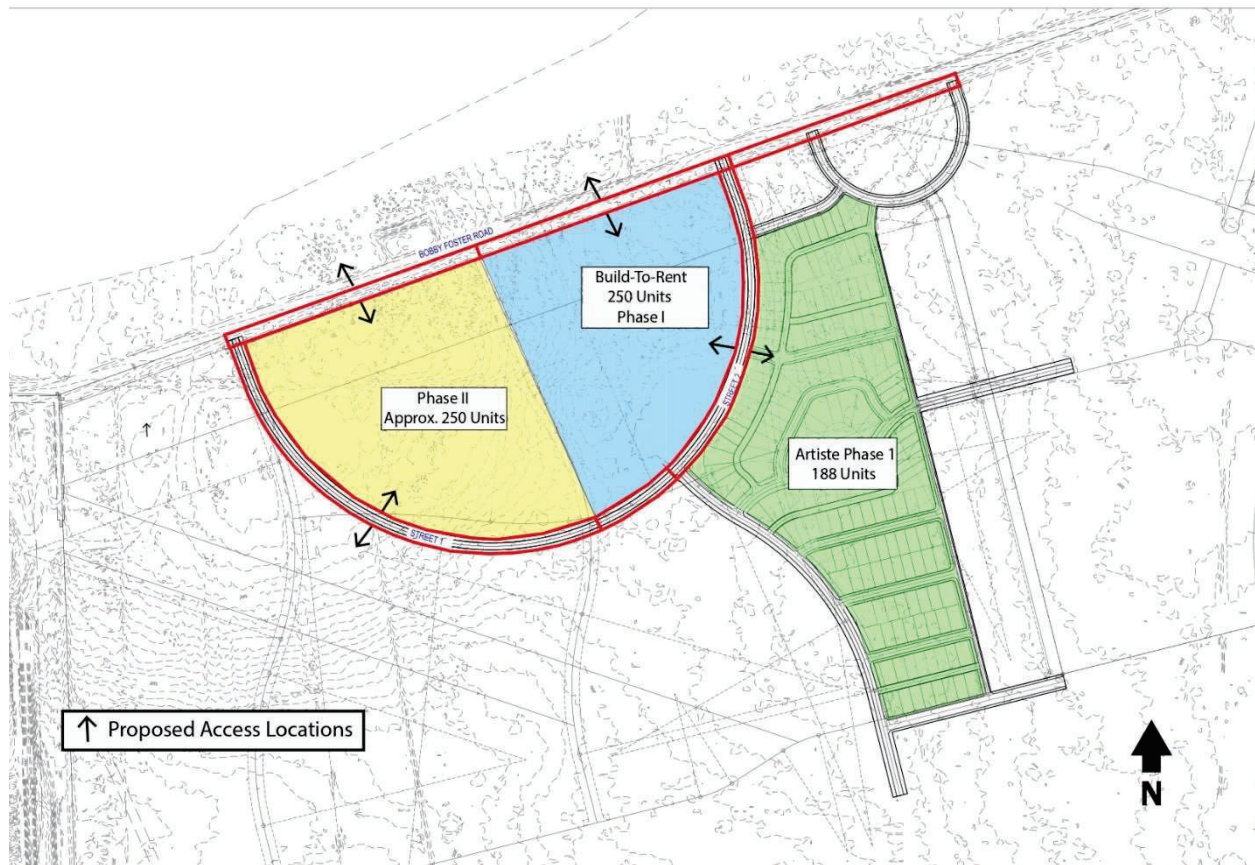 BOBBY FOSTER ROAD
Build-To-Rent
250 Units
Phase I
Phase II
Approx. 250 Units
STREET 2
Artiste Phase 1
188 Units
STREET 1
↑ Proposed Access Locations
N